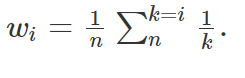 $w_i = \frac{1}{n} \sum_{n}^{k=i} \frac{1}{k}.$